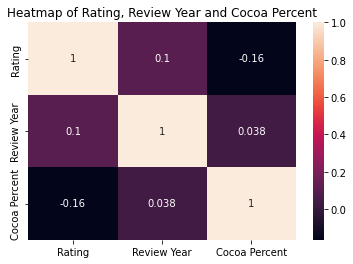 Heatmap of Rating, Review Year and Cocoa Percent
Rating
1
0.1
-0.16
Review Year
0.1
1
0.038
Cocoa Percent
-0.16
0.038
1
Rating
Review Year
Cocoa Percent
1.0
0.8
0.6
0.4
0.2
0.0